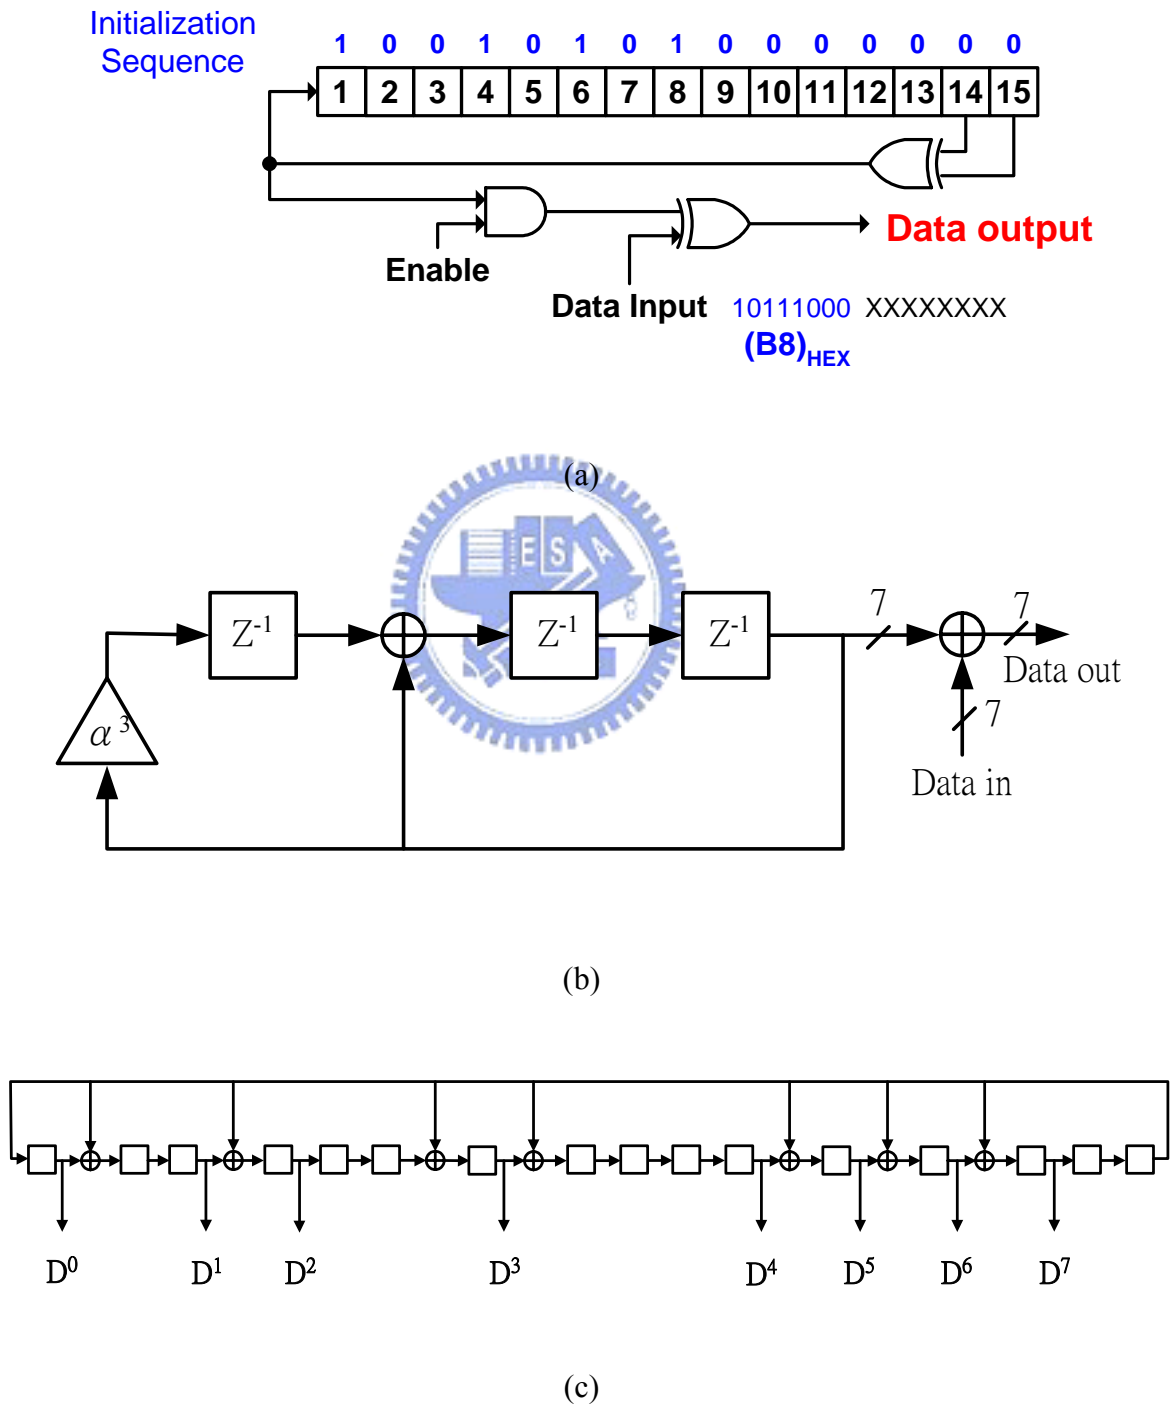 Initialization
Sequence
1 0 0 1 0 1 0 1 0 0 0 0 0 0 0
1 2 3 4 5 6 7 8 9 10 11 12 13 14 15
Data output
Enable
Data Input 10111000 XXXXXXXX
(B8)HEX
(a)
E S A
7 7
Z-1 Z-1 Z-1
Data out
α3
7
Data in
(b)
D0 D1 D2 D3 D4 D5 D6 D7
(c)